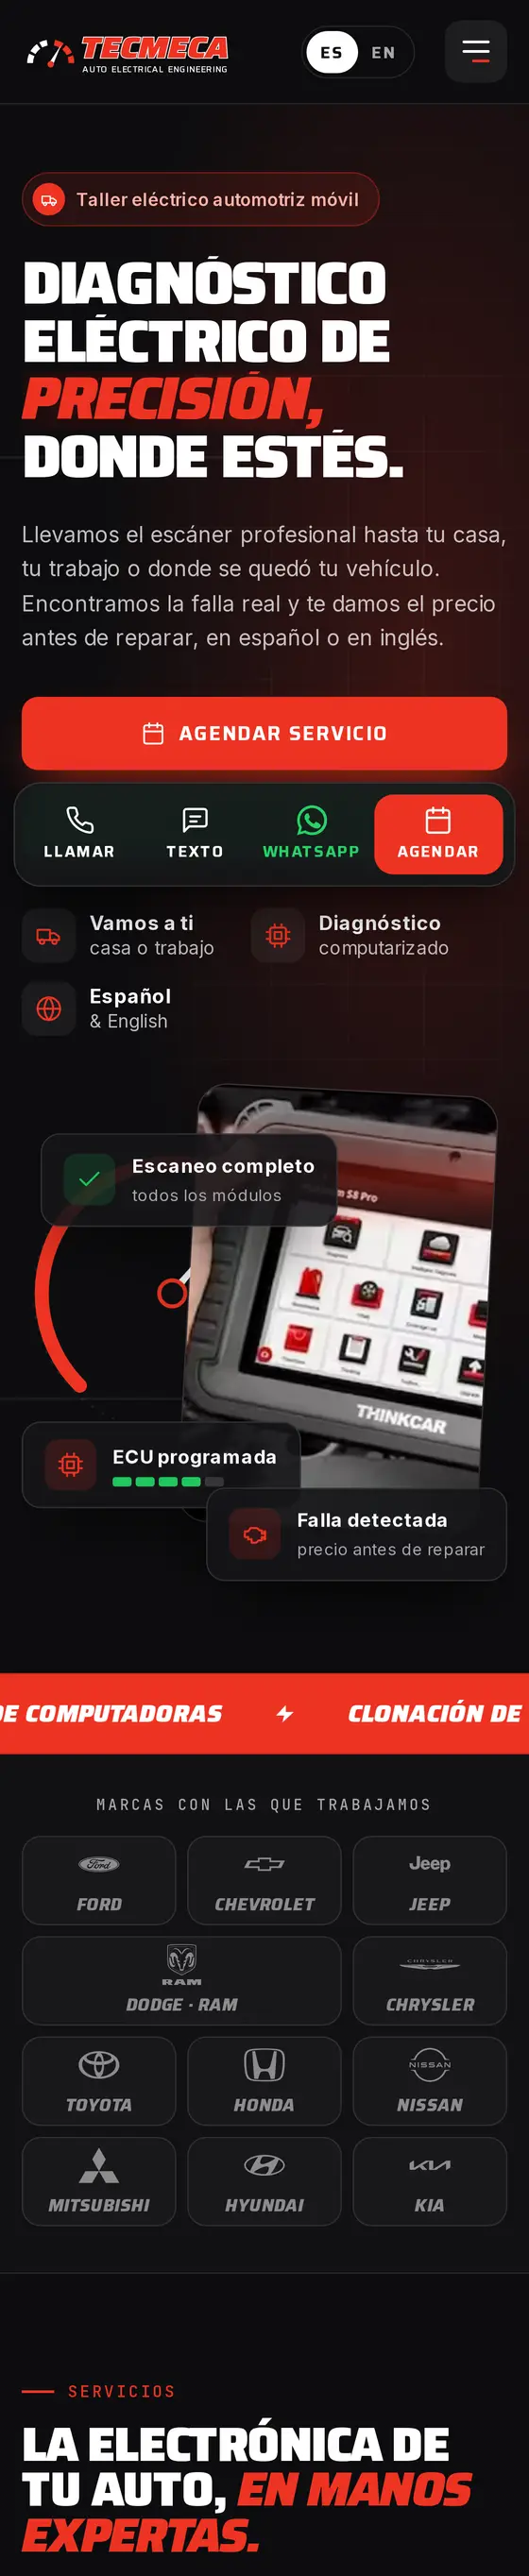 TECMECA
AUTO ELECTRICAL ENGINEERING
ES
EN
Taller eléctrico automotriz móvil
DIAGNÓSTICO
ELÉCTRICO DE
PRECISIÓN,
DONDE ESTÉS.
Llevamos el escáner profesional hasta tu casa,
tu trabajo o donde se quedó tu vehículo.
Encontramos la falla real y te damos el precio
antes de reparar, en español o en inglés.
AGENDAR SERVICIO
LLAMAR
TEXTO
WHATSAPP
AGENDAR
Vamos a ti
casa o trabajo
Diagnóstico
computarizado
Español
& English
Escaneo completo
todos los módulos
S8 Pro
THINKCAR
ECU programada
Falla detectada
precio antes de reparar
DE COMPUTADORAS
CLONACIÓN DE
MARCAS CON LAS QUE TRABAJAMOS
Ford
FORD
CHEVROLET
Jeep
JEEP
RAM
DODGE · RAM
CHRYSLER
CHRYSLER
TOYOTA
HONDA
NISSAN
NISSAN
MITSUBISHI
HYUNDAI
KIA
KIA
SERVICIOS
LA ELECTRÓNICA DE
TU AUTO, EN MANOS
EXPERTAS.